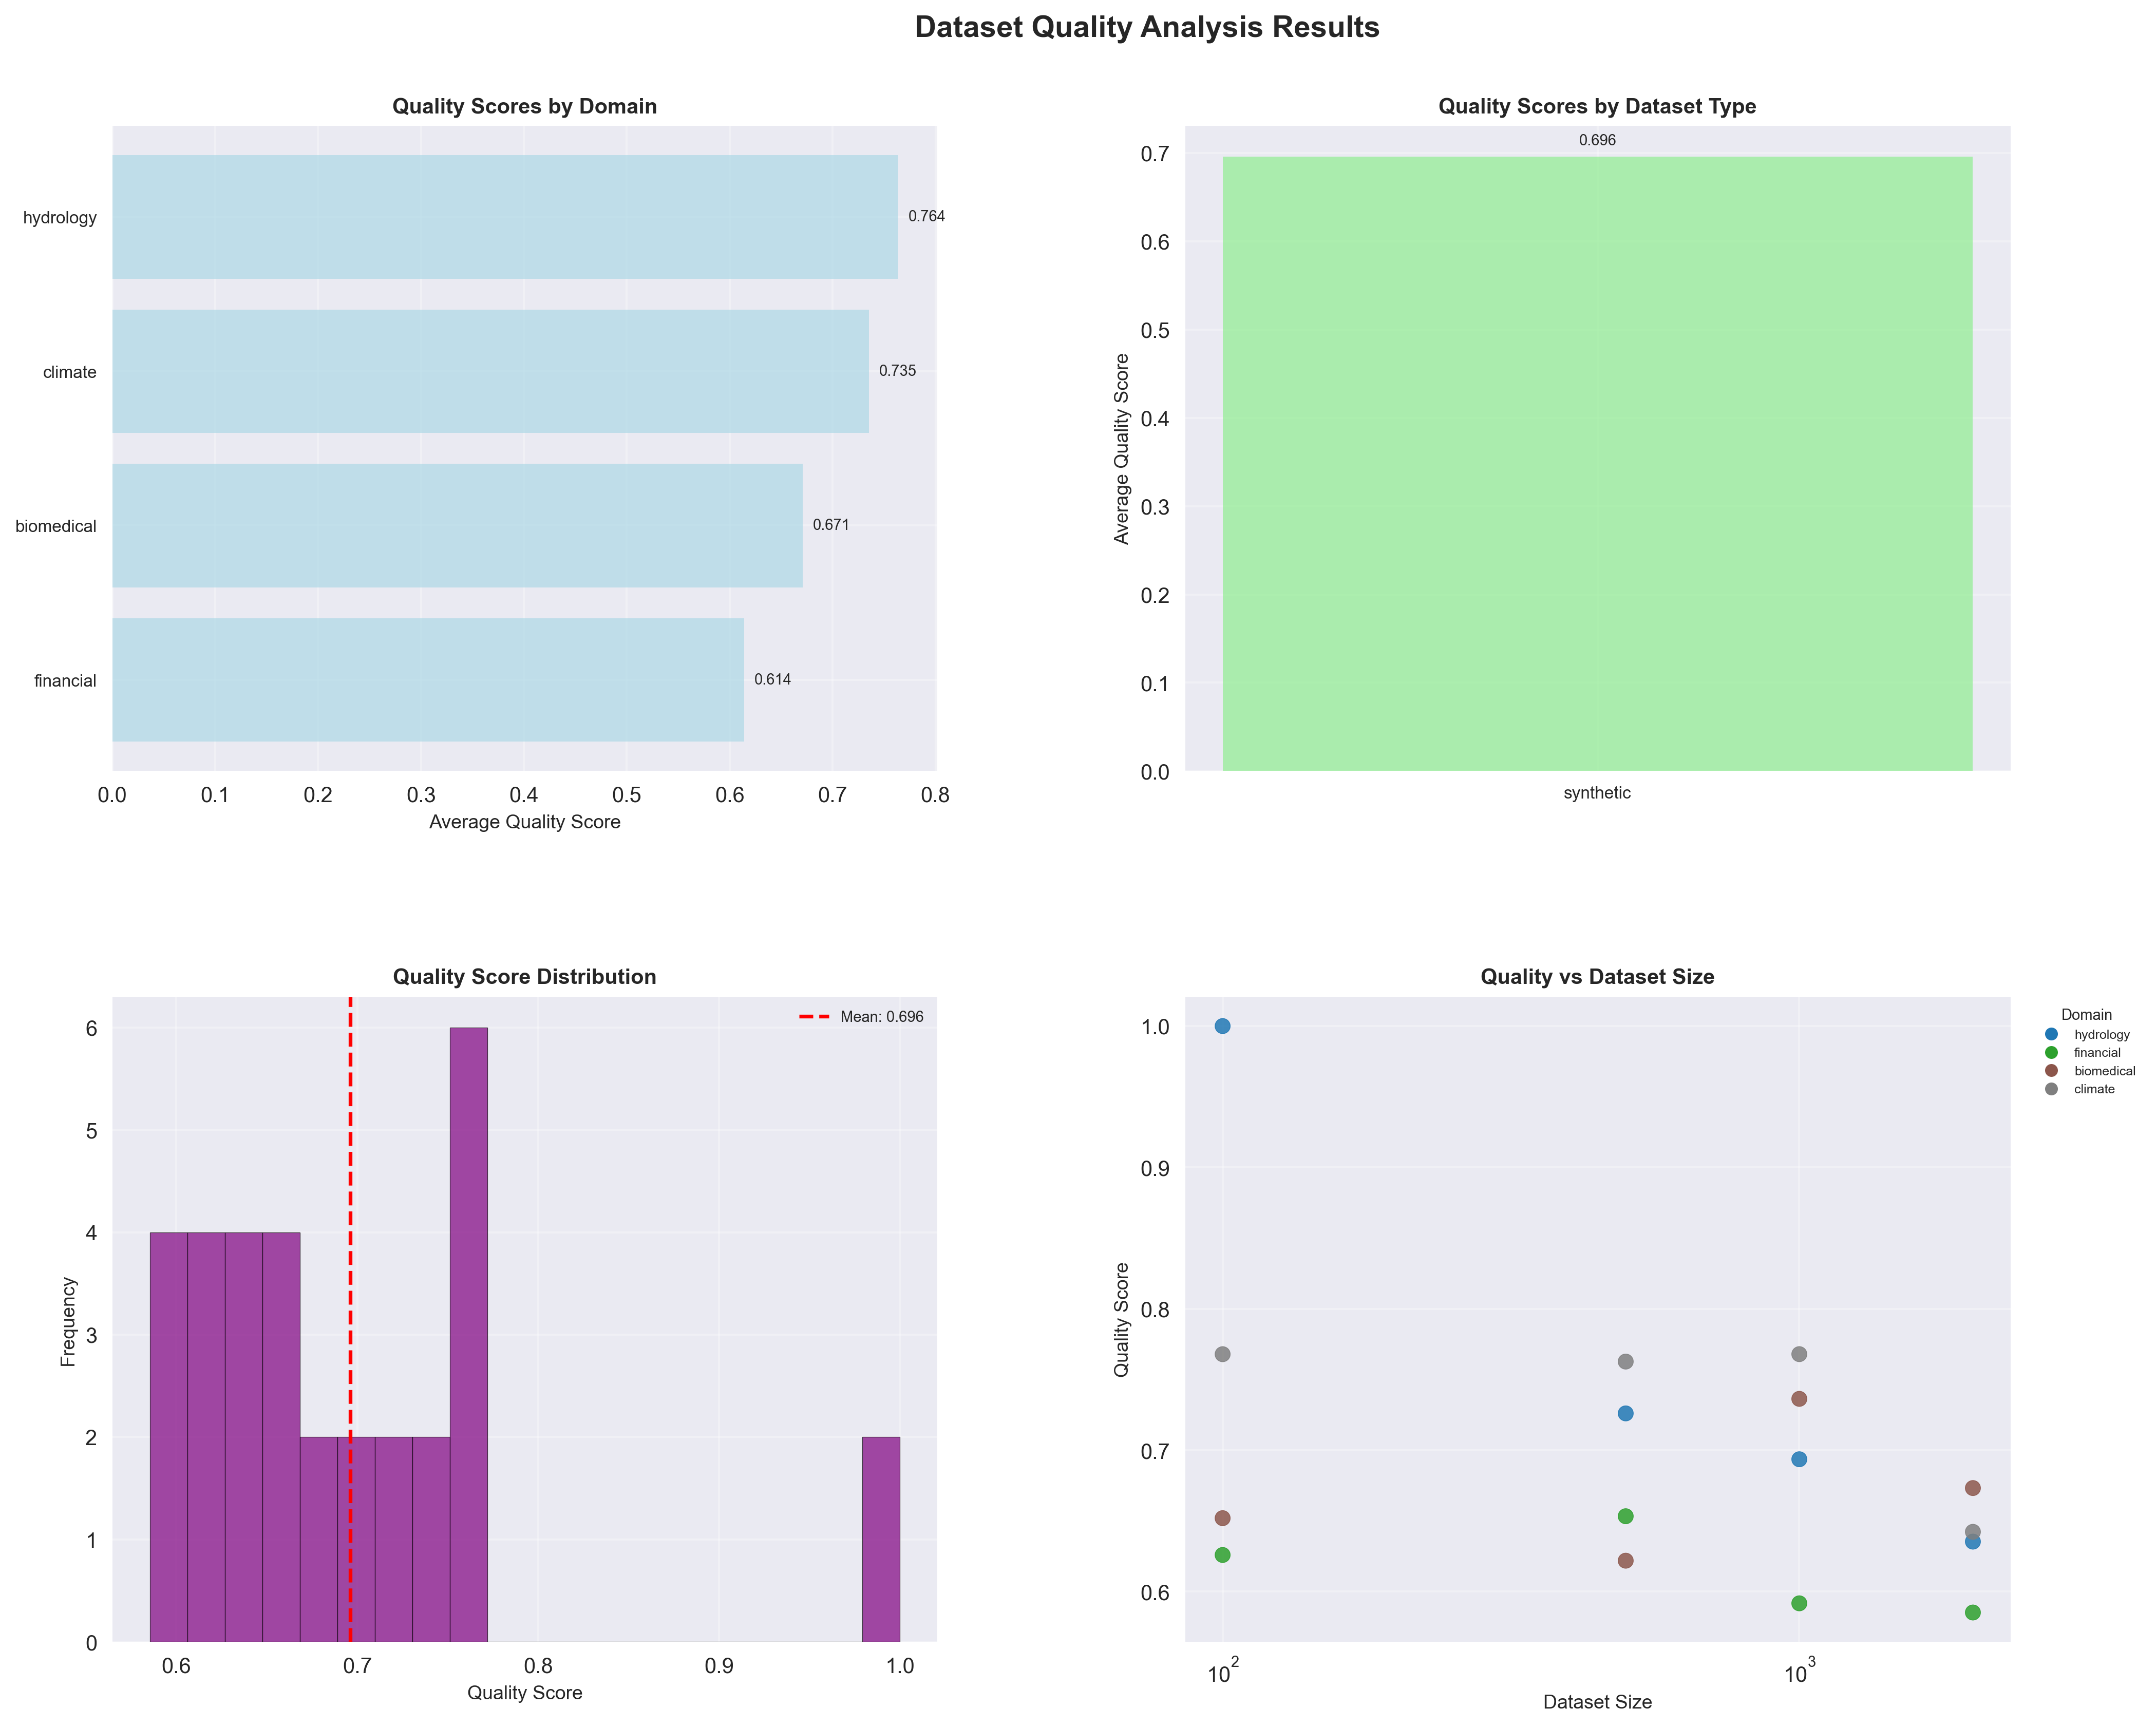 Dataset Quality Analysis Results
Quality Scores by Domain
hydrology
0.764
climate
0.735
biomedical
0.671
financial
0.614
0.0 0.1 0.2 0.3 0.4 0.5 0.6 0.7 0.8
Average Quality Score
Quality Scores by Dataset Type
0.696
0.7
0.6
0.5
0.4
0.3
0.2
0.1
0.0
Average Quality Score
synthetic
Quality Score Distribution
Mean: 0.696
6
5
4
3
2
1
0
Frequency
0.6 0.7 0.8 0.9 1.0
Quality Score
Quality vs Dataset Size
1.0
0.9
0.8
0.7
0.6
Quality Score
10² 10³
Dataset Size
Domain
hydrology
financial
biomedical
climate